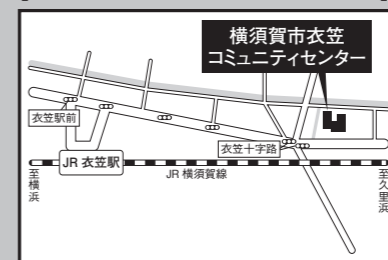 横須賀市衣笠
コミュニティセンター
衣笠駅前
衣笠十字路
JR 衣笠駅
JR 横須賀線
至横浜
至久里浜